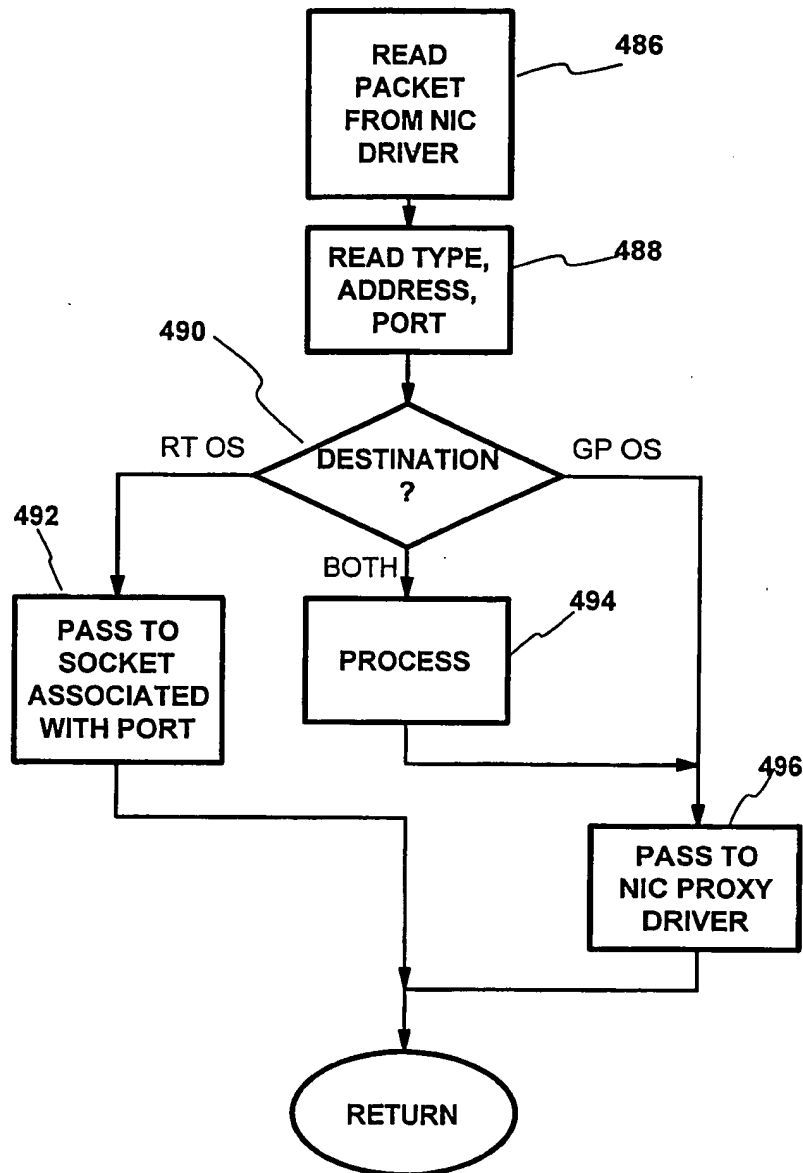 READ
PACKET
FROM NIC
DRIVER
486
READ TYPE,
ADDRESS,
PORT
488
490
DESTINATION
?
RT OS
GP OS
BOTH
492
PASS TO
SOCKET
ASSOCIATED
WITH PORT
PROCESS
494
496
PASS TO
NIC PROXY
DRIVER
RETURN